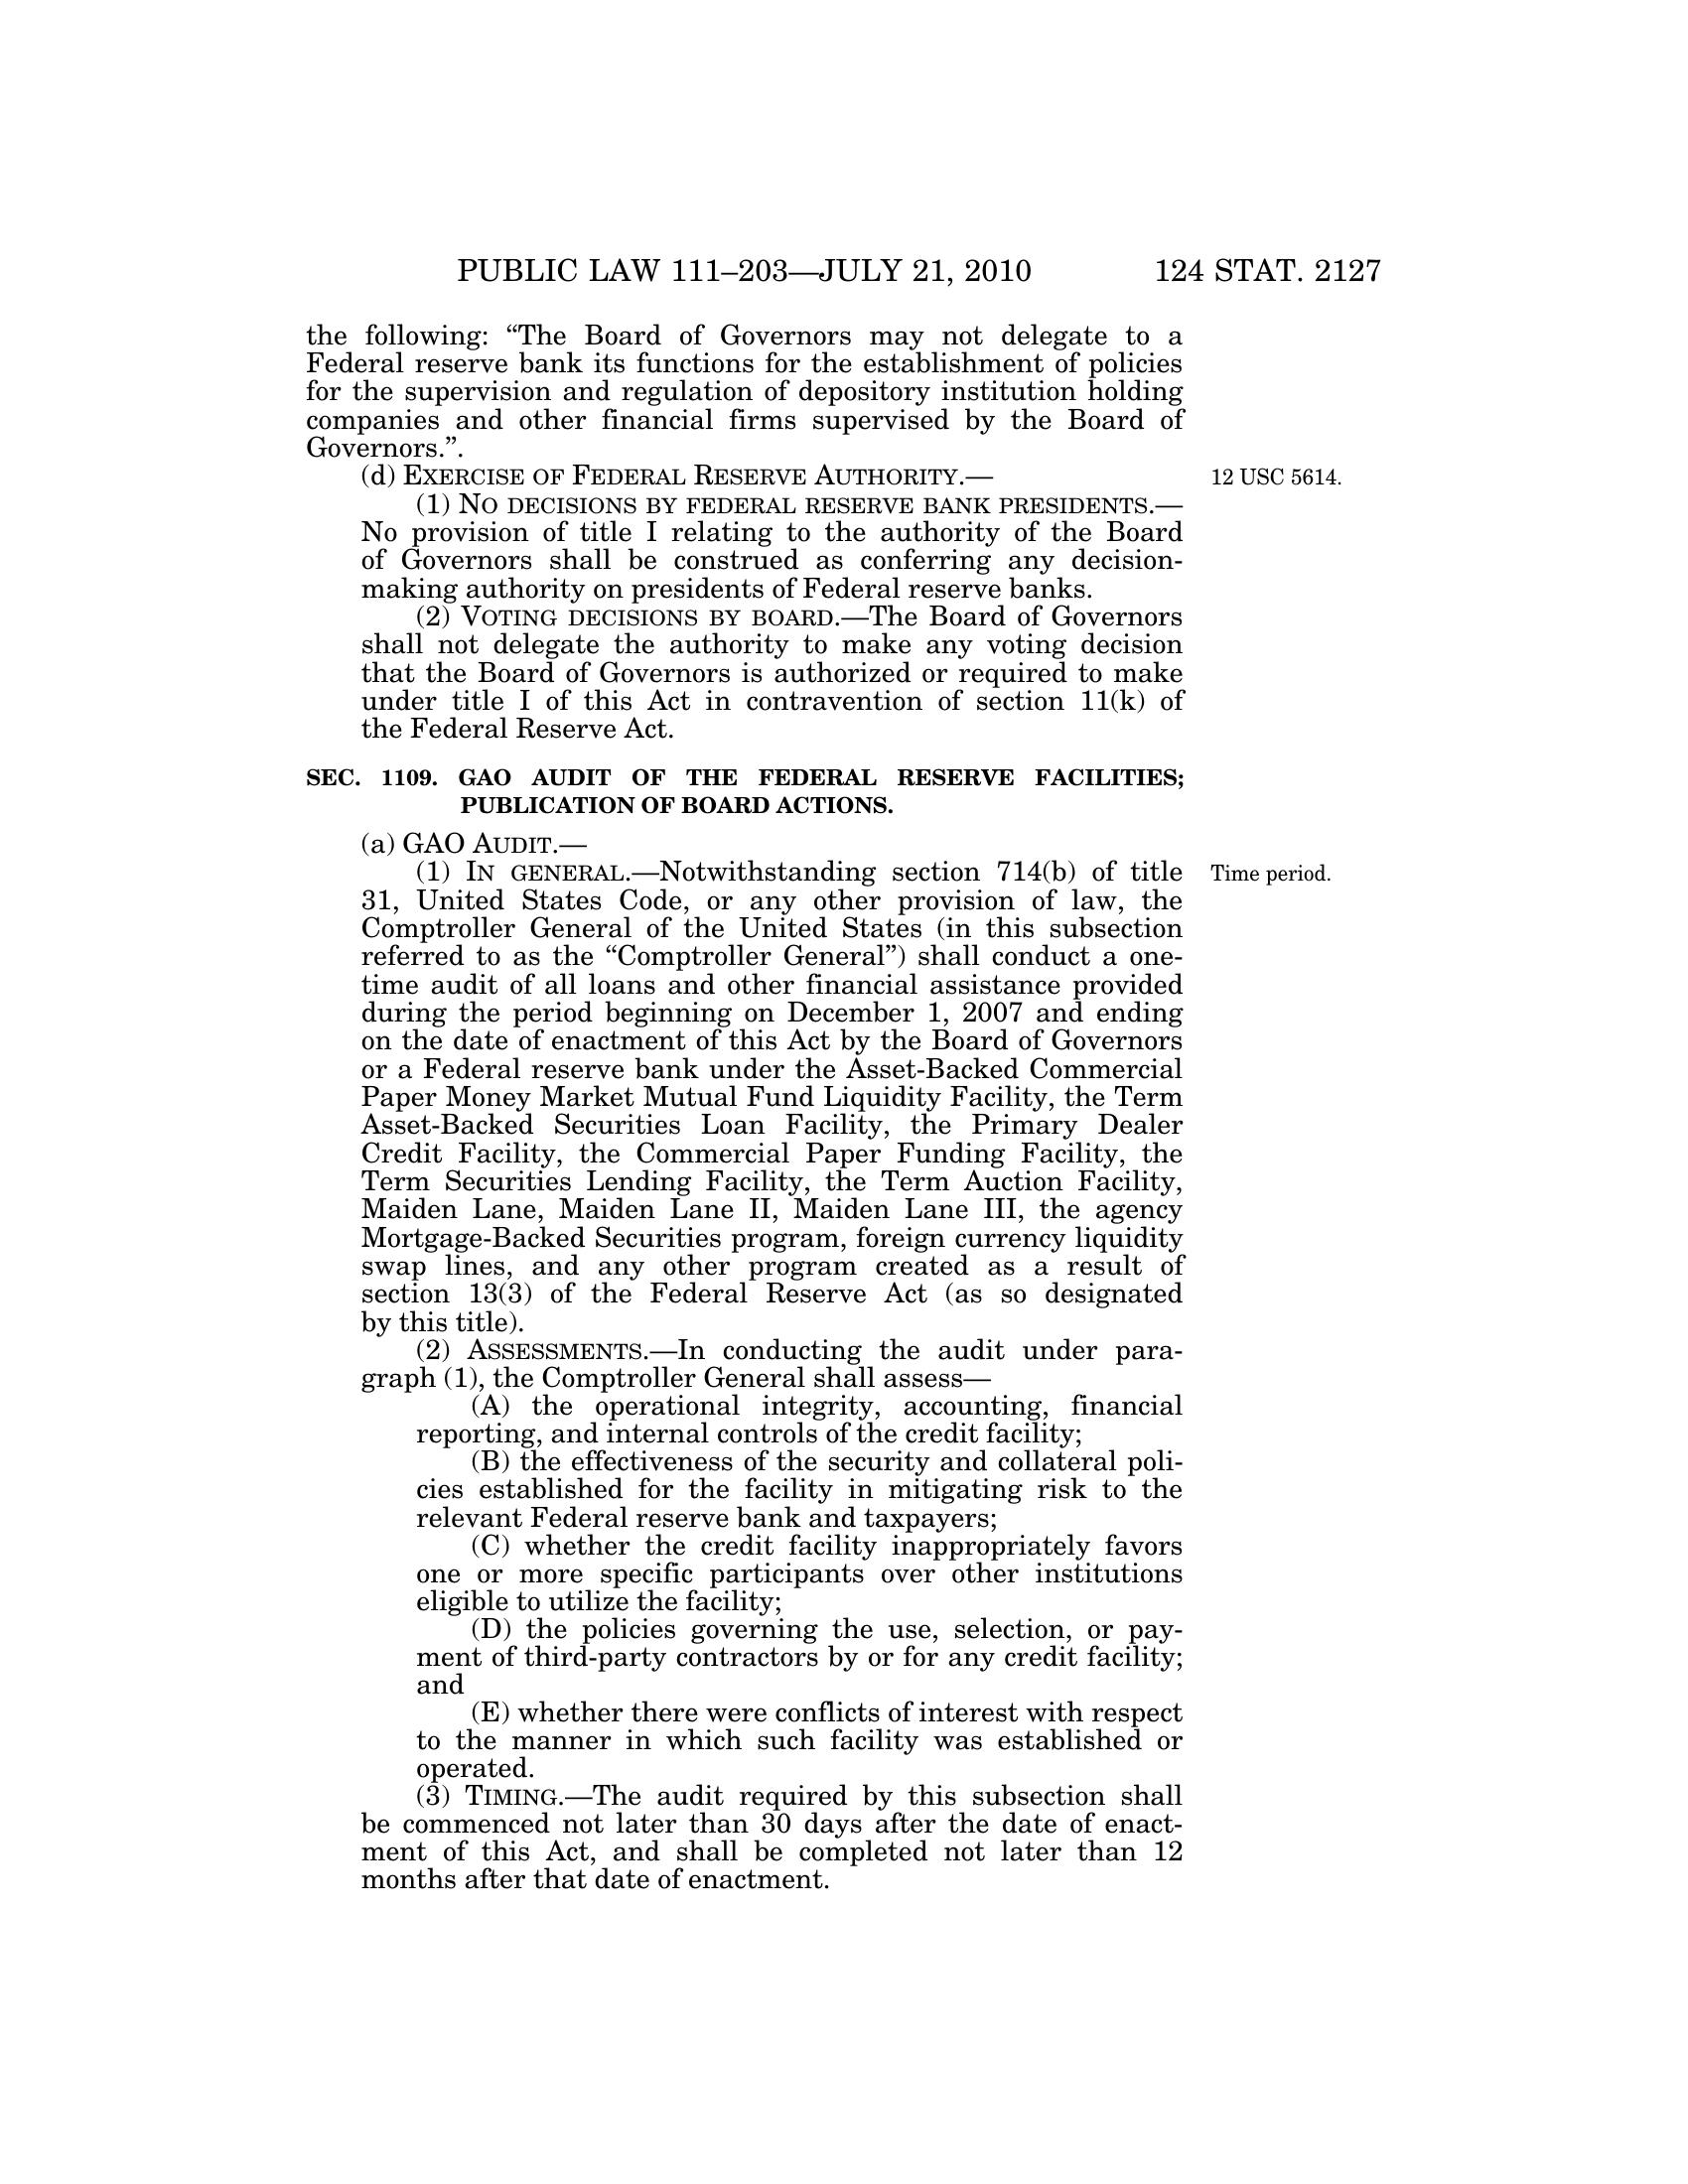 PUBLIC LAW 111–203—JULY 21, 2010 124 STAT. 2127
the following: “The Board of Governors may not delegate to a
Federal reserve bank its functions for the establishment of policies
for the supervision and regulation of depository institution holding
companies and other financial firms supervised by the Board of
Governors.”.
(d) EXERCISE OF FEDERAL RESERVE AUTHORITY.—
12 USC 5614.
(1) NO DECISIONS BY FEDERAL RESERVE BANK PRESIDENTS.—
No provision of title I relating to the authority of the Board
of Governors shall be construed as conferring any decision-
making authority on presidents of Federal reserve banks.
(2) VOTING DECISIONS BY BOARD.—The Board of Governors
shall not delegate the authority to make any voting decision
that the Board of Governors is authorized or required to make
under title I of this Act in contravention of section 11(k) of
the Federal Reserve Act.
SEC. 1109. GAO AUDIT OF THE FEDERAL RESERVE FACILITIES;
PUBLICATION OF BOARD ACTIONS.
(a) GAO AUDIT.—
(1) IN GENERAL.—Notwithstanding section 714(b) of title
Time period.
31, United States Code, or any other provision of law, the
Comptroller General of the United States (in this subsection
referred to as the “Comptroller General”) shall conduct a one-
time audit of all loans and other financial assistance provided
during the period beginning on December 1, 2007 and ending
on the date of enactment of this Act by the Board of Governors
or a Federal reserve bank under the Asset-Backed Commercial
Paper Money Market Mutual Fund Liquidity Facility, the Term
Asset-Backed Securities Loan Facility, the Primary Dealer
Credit Facility, the Commercial Paper Funding Facility, the
Term Securities Lending Facility, the Term Auction Facility,
Maiden Lane, Maiden Lane II, Maiden Lane III, the agency
Mortgage-Backed Securities program, foreign currency liquidity
swap lines, and any other program created as a result of
section 13(3) of the Federal Reserve Act (as so designated
by this title).
(2) ASSESSMENTS.—In conducting the audit under para-
graph (1), the Comptroller General shall assess—
(A) the operational integrity, accounting, financial
reporting, and internal controls of the credit facility;
(B) the effectiveness of the security and collateral poli-
cies established for the facility in mitigating risk to the
relevant Federal reserve bank and taxpayers;
(C) whether the credit facility inappropriately favors
one or more specific participants over other institutions
eligible to utilize the facility;
(D) the policies governing the use, selection, or pay-
ment of third-party contractors by or for any credit facility;
and
(E) whether there were conflicts of interest with respect
to the manner in which such facility was established or
operated.
(3) TIMING.—The audit required by this subsection shall
be commenced not later than 30 days after the date of enact-
ment of this Act, and shall be completed not later than 12
months after that date of enactment.